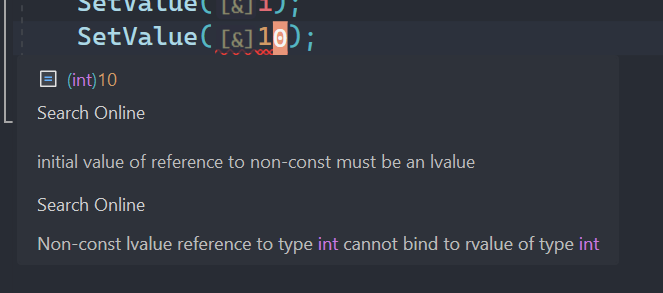 SetValue([&]i);
SetValue([&]10);
(int)10
Search Online
initial value of reference to non-const must be an lvalue
Search Online
Non-const lvalue reference to type int cannot bind to rvalue of type int